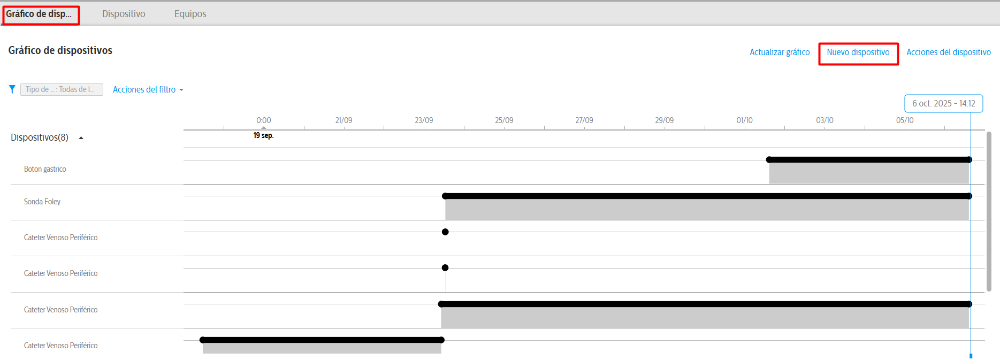 Gráfico de disp... Dispositivo Equipos
Gráfico de dispositivos
Actualizar gráfico Nuevo dispositivo Acciones del dispositivo
Tipo de ... : Todas de l... Acciones del filtro
6 oct. 2025 - 14:12
0:00 21/09 23/09 25/09 27/09 29/09 01/10 03/10 05/10
19 sep.
Dispositivos(8)
Boton gastrico
Sonda Foley
Cateter Venoso Periférico
Cateter Venoso Periférico
Cateter Venoso Periférico
Cateter Venoso Periférico